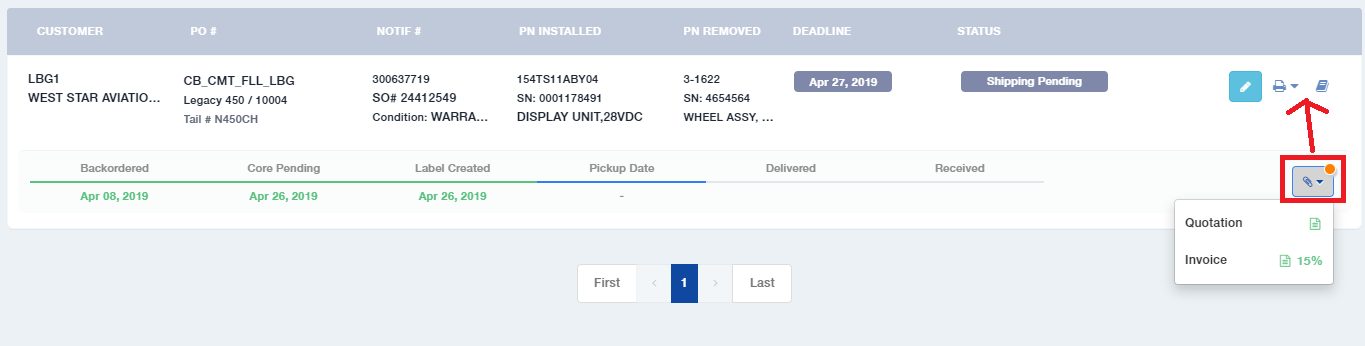 CUSTOMER PO # NOTIF # PN INSTALLED PN REMOVED DEADLINE STATUS
LBG1 CB_CMT_FLL_LBG 300637719 154TS11ABY04 3-1622 Apr 27, 2019 Shipping Pending
WEST STAR AVIATIO... Legacy 450 / 10004 SO# 24412549 SN: 0001178491 SN: 4654564
Tail # N450CH Condition: WARRA... DISPLAY UNIT,28VDC WHEEL ASSY, ...
Backordered Core Pending Label Created Pickup Date Delivered Received
Apr 08, 2019 Apr 26, 2019 Apr 26, 2019 -
Quotation
Invoice 15%
First ‹ 1 › Last